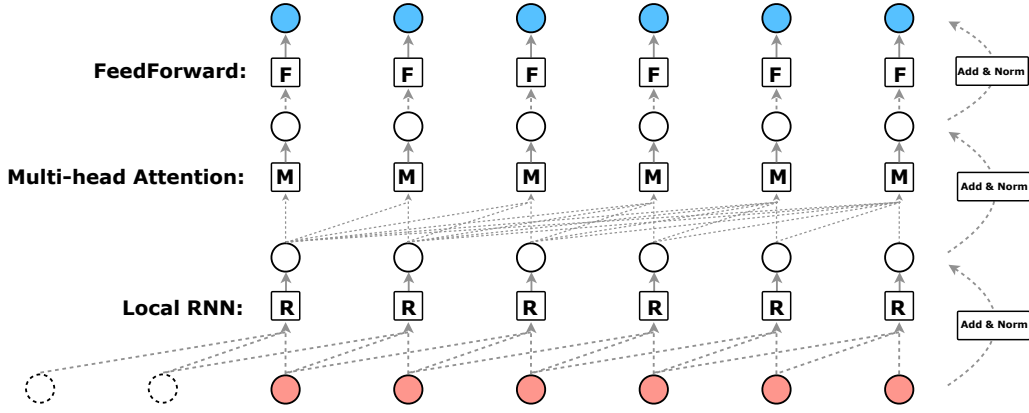 FeedForward: F F F F F F Add & Norm
Multi-head Attention: M M M M M M Add & Norm
Local RNN: R R R R R R Add & Norm